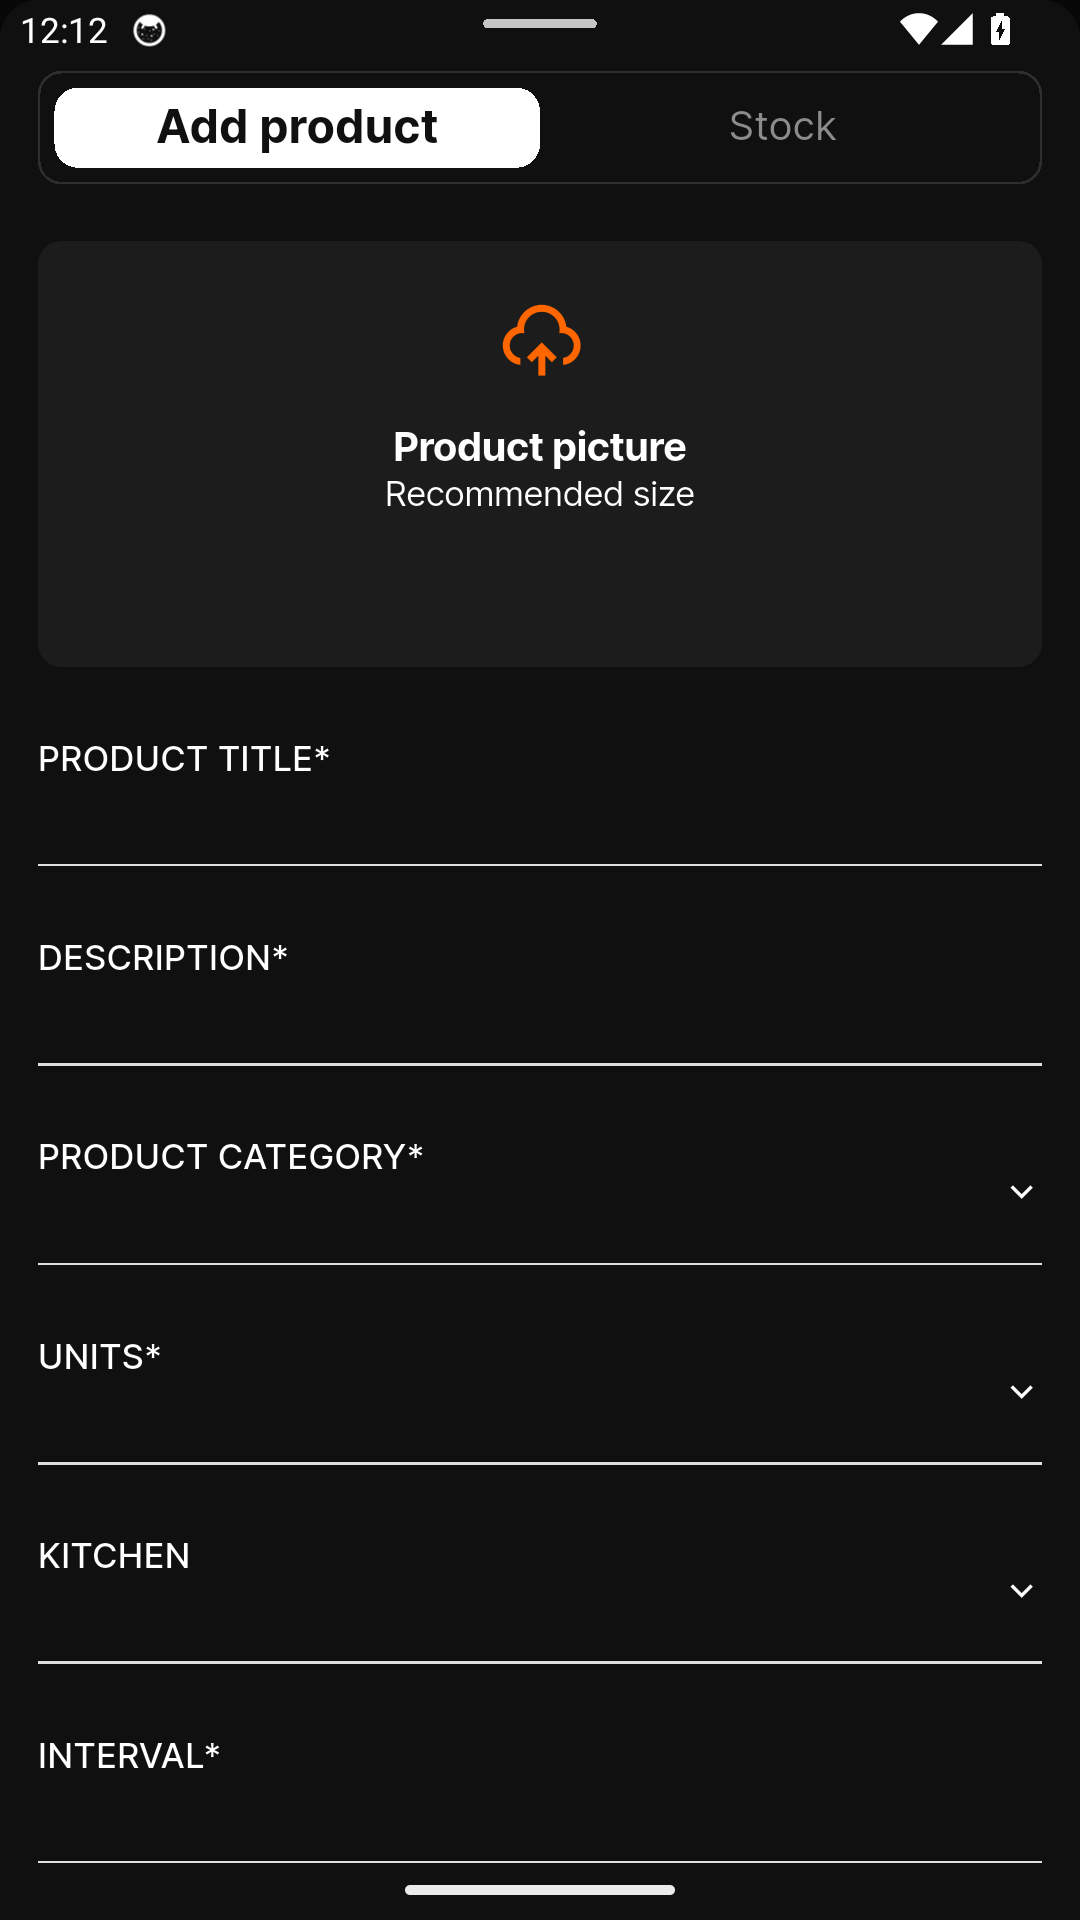 12:12
Add product
Stock
Product picture
Recommended size
PRODUCT TITLE*
DESCRIPTION*
PRODUCT CATEGORY*
UNITS*
KITCHEN
INTERVAL*